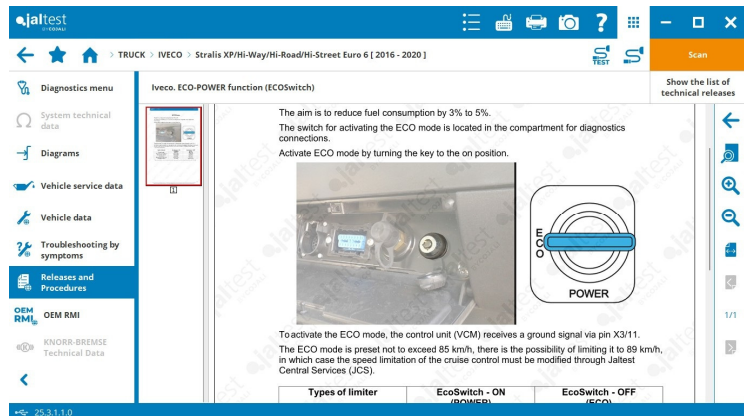 jaltest
BY COJALI
?
TRUCK > IVECO > Stralis XP/Hi-Way/Hi-Road/Hi-Street Euro 6 [ 2016 - 2020 ]
TEST
Scan
Diagnostics menu
System technical data
Diagrams
Vehicle service data
Vehicle data
Troubleshooting by symptoms
Releases and Procedures
OEM RMI
OEM RMI
KNORR-BREMSE Technical Data
25.3.1.1.0
Iveco. ECO-POWER function (ECOSwitch)
Show the list of technical releases
1
The aim is to reduce fuel consumption by 3% to 5%.
The switch for activating the ECO mode is located in the compartment for diagnostics
connections.
Activate ECO mode by turning the key to the on position.
ECO
POWER
To activate the ECO mode, the control unit (VCM) receives a ground signal via pin X3/11.
The ECO mode is preset not to exceed 85 km/h, there is the possibility of limiting it to 89 km/h,
in which case the speed limitation of the cruise control must be modified through Jaltest
Central Services (JCS).
Types of limiter
EcoSwitch - ON
(POWER)
EcoSwitch - OFF
(ECO)
1/1